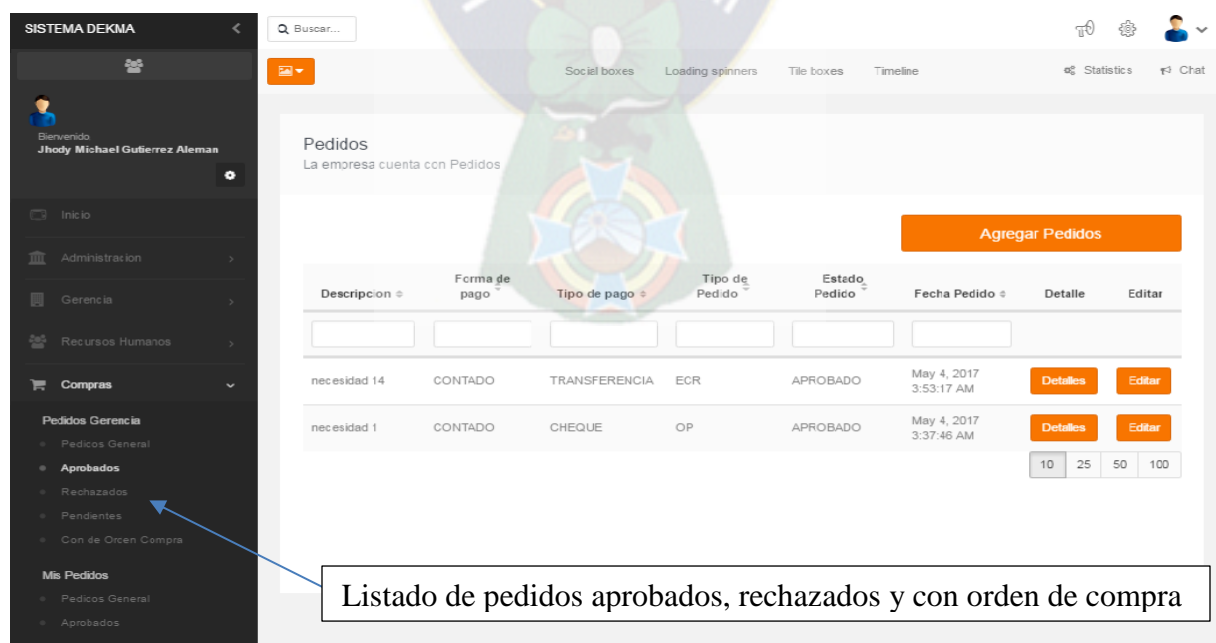 SISTEMA DEKMA
Buscar...
Social boxes Loading spinners Tile boxes Timeline Statistics Chat
Bienvenido
Jhody Michael Gutierrez Aleman
Inicio
Administracion
Gerencia
Recursos Humanos
Compras
Pedidos Gerencia
Pedicos General
Aprobados
Rechazados
Pendientes
Con de Orcen Compra
Mis Pedidos
Pedicos General
Aprobados
Pedidos
La empresa cuenta con Pedidos
Agregar Pedidos
Descripcion Forma de pago Tipo de pago Tipo de Pedido Estado Pedido Fecha Pedido Detalle Editar
necesidad 14 CONTADO TRANSFERENCIA ECR APROBADO May 4, 2017 3:53:17 AM Detalles Editar
necesidad 1 CONTADO CHEQUE OP APROBADO May 4, 2017 3:37:46 AM Detalles Editar
10 25 50 100
Listado de pedidos aprobados, rechazados y con orden de compra